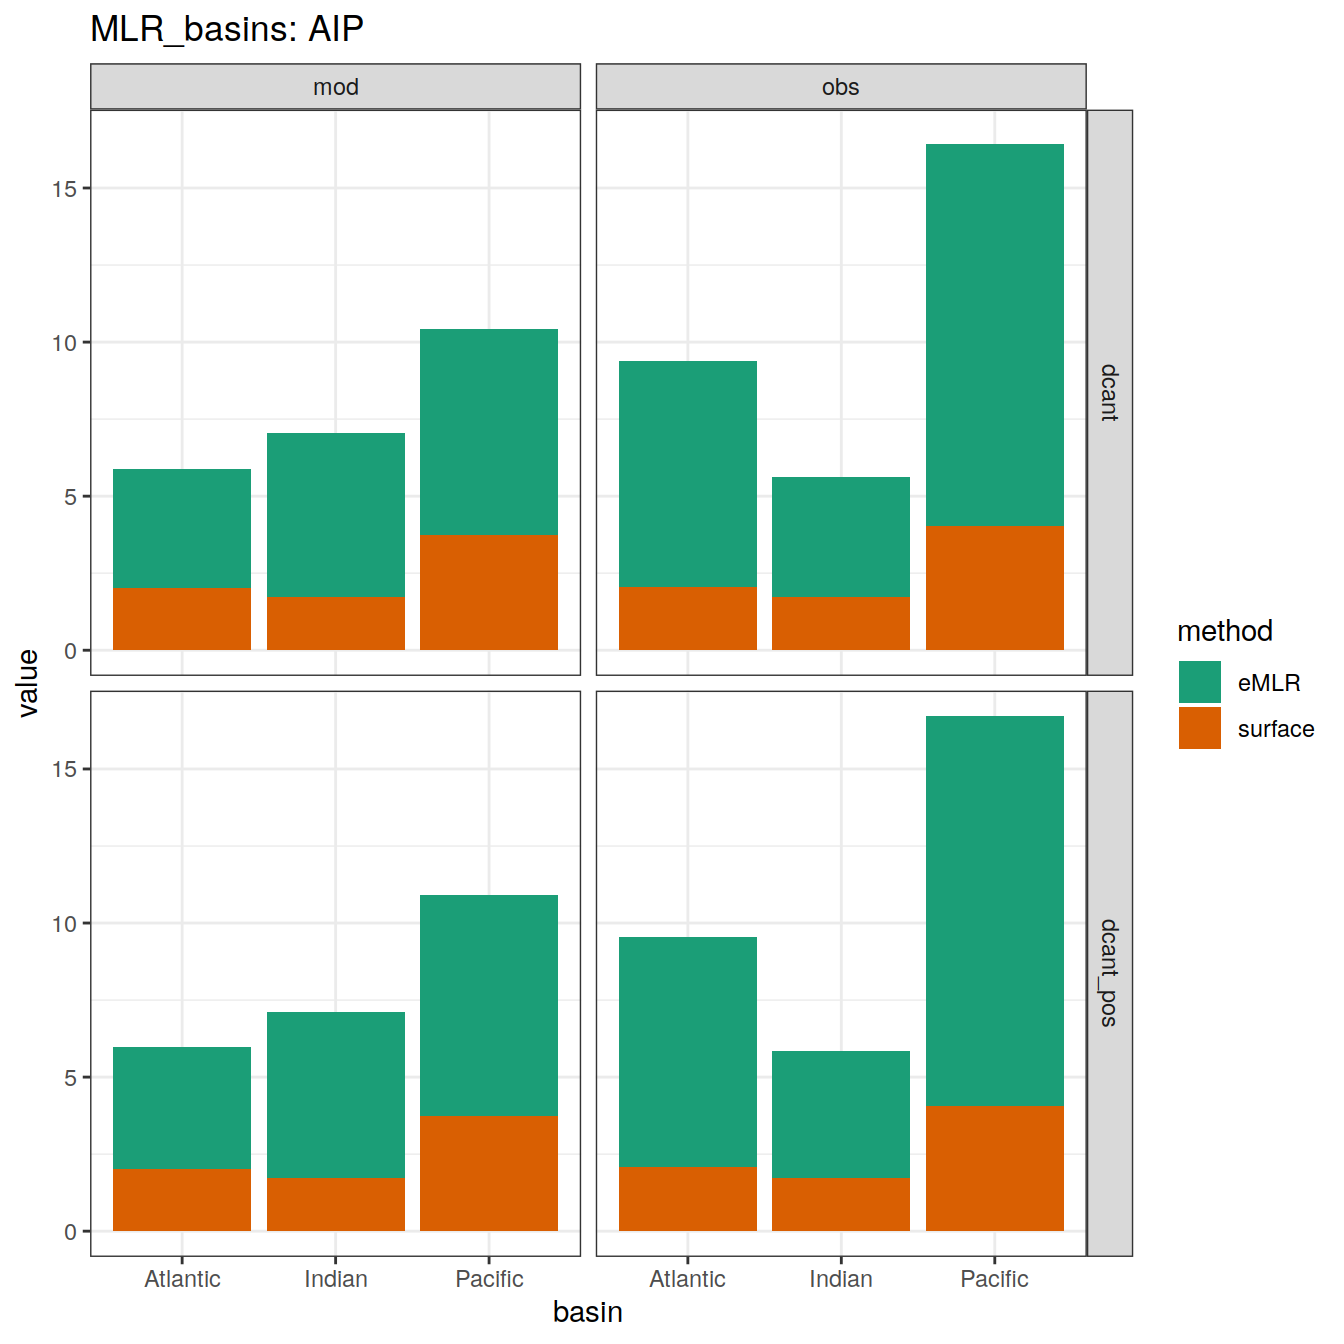 MLR_basins: AIP
mod
obs
15
10
5
0
dcant
15
10
5
0
dcant_pos
value
Atlantic
Indian
Pacific
Atlantic
Indian
Pacific
basin
method
eMLR
surface